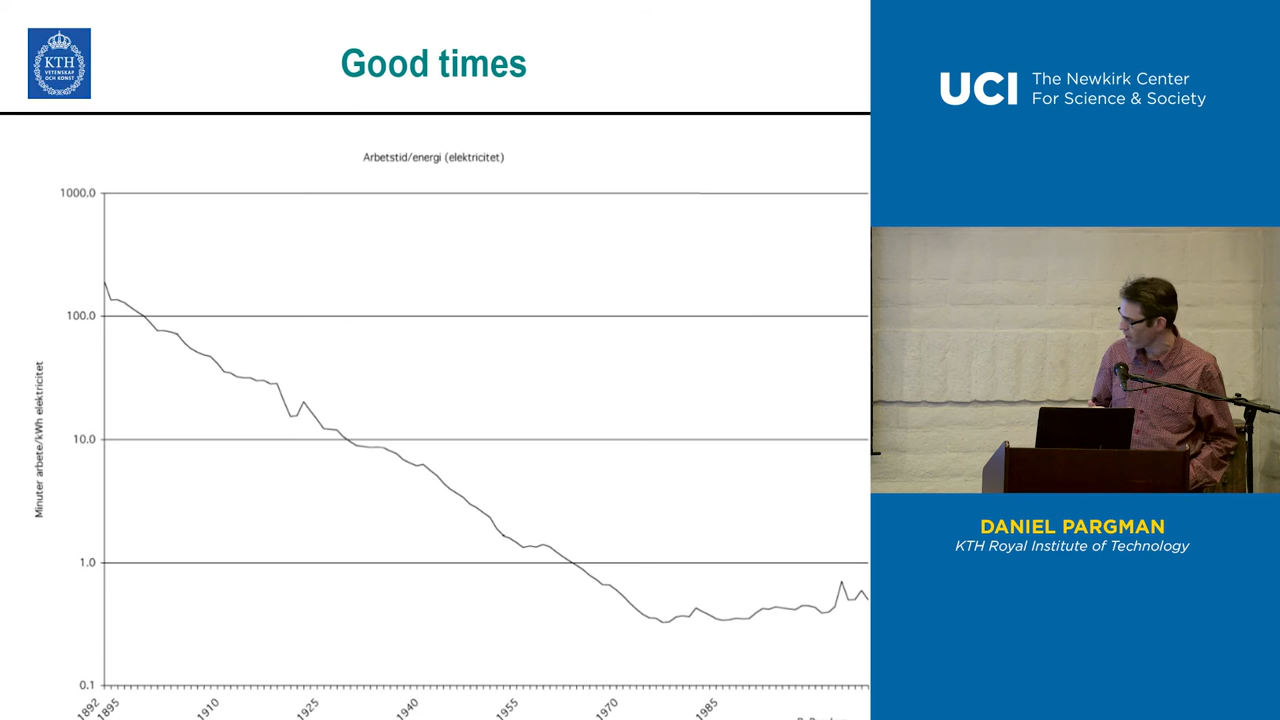 KTH
VETENSKAP
OCH KONST
Good times
UCI
The Newkirk Center
For Science & Society
Arbetstid/energi (elektricitet)
1000.0
100.0
10.0
1.0
0.1
Minuter arbete/kWh elektricitet
1892
1895
1910
1925
1940
1955
1970
1985
DANIEL PARGMAN
KTH Royal Institute of Technology